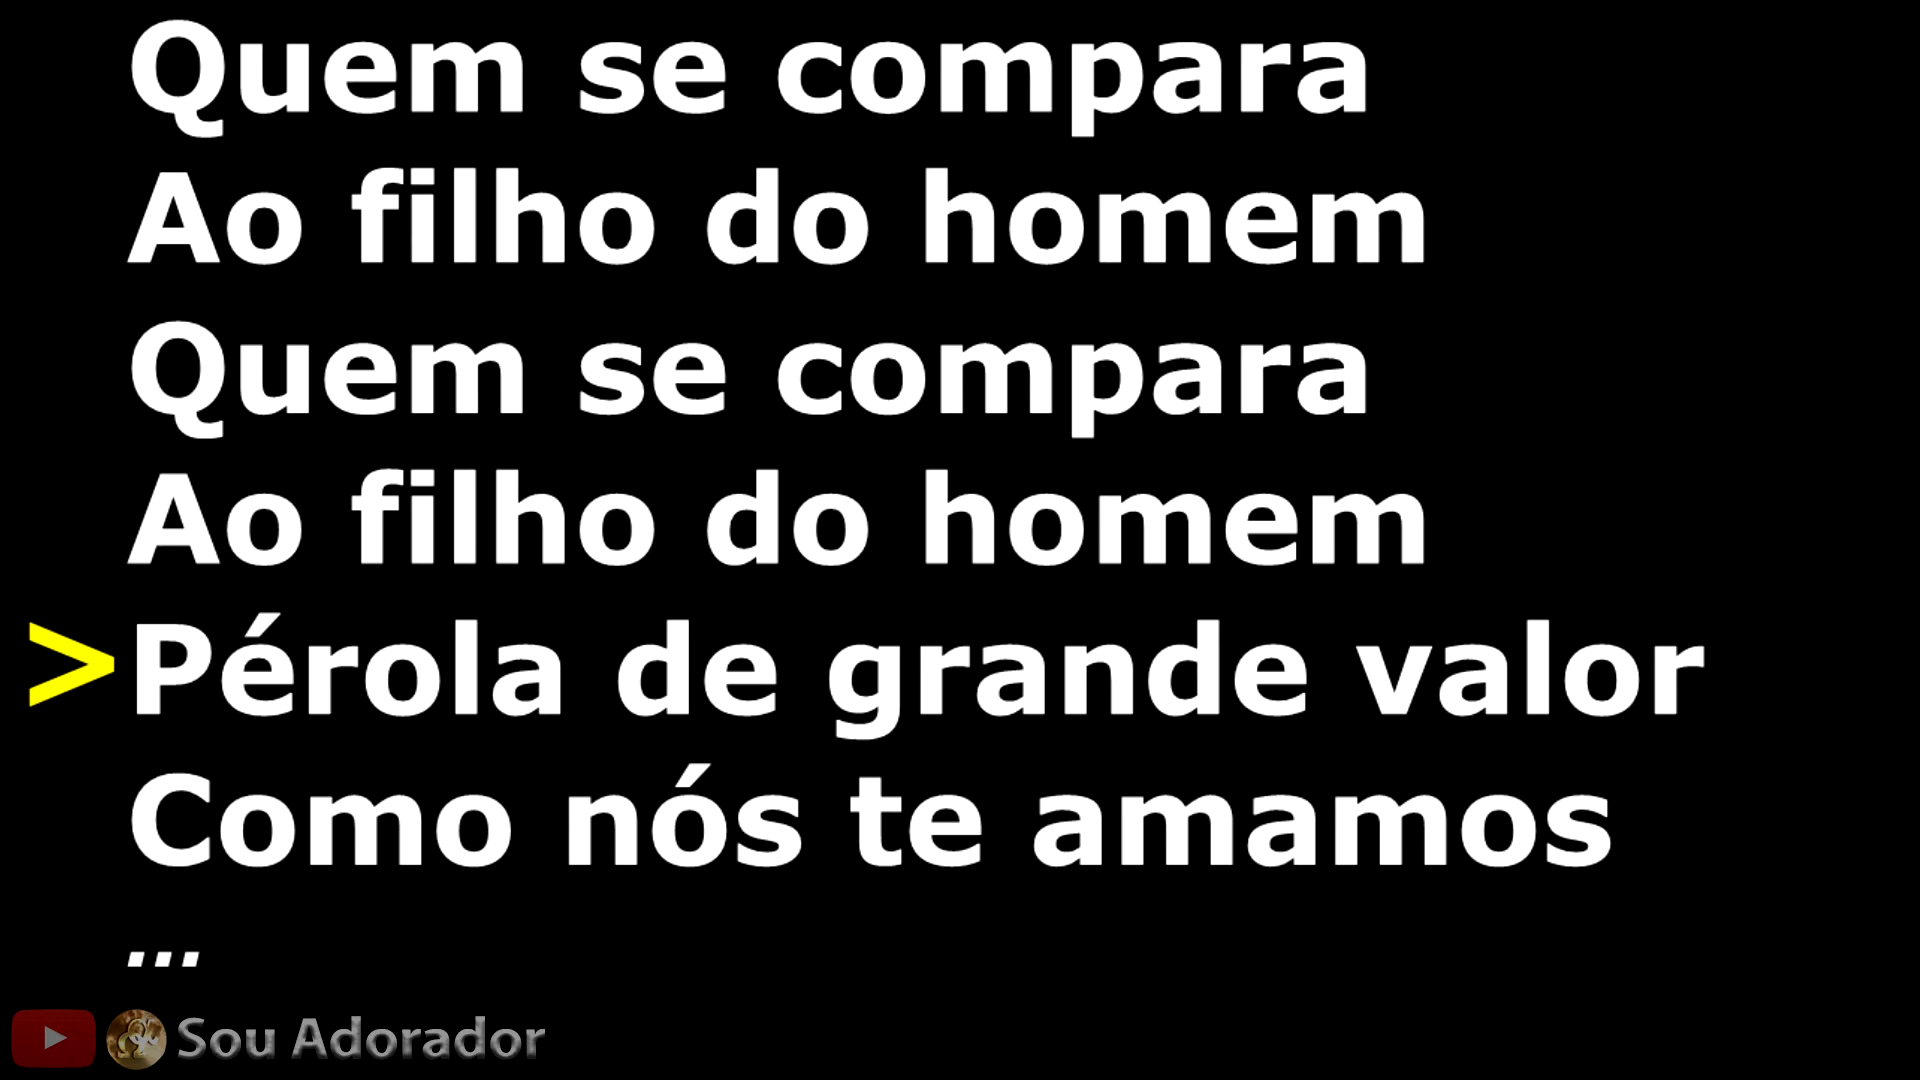 Quem se compara
Ao filho do homem
Quem se compara
Ao filho do homem
>Pérola de grande valor
Como nós te amamos
...
Sou Adorador